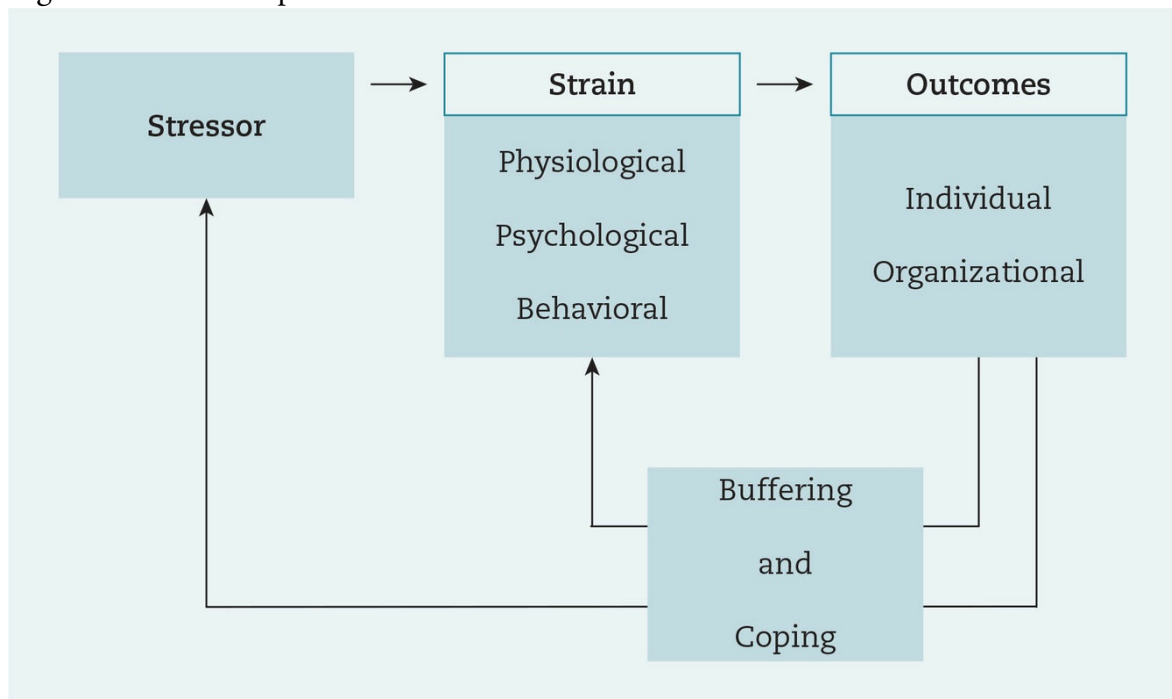 Stressor
Strain
Physiological
Psychological
Behavioral
Outcomes
Individual
Organizational
Buffering
and
Coping